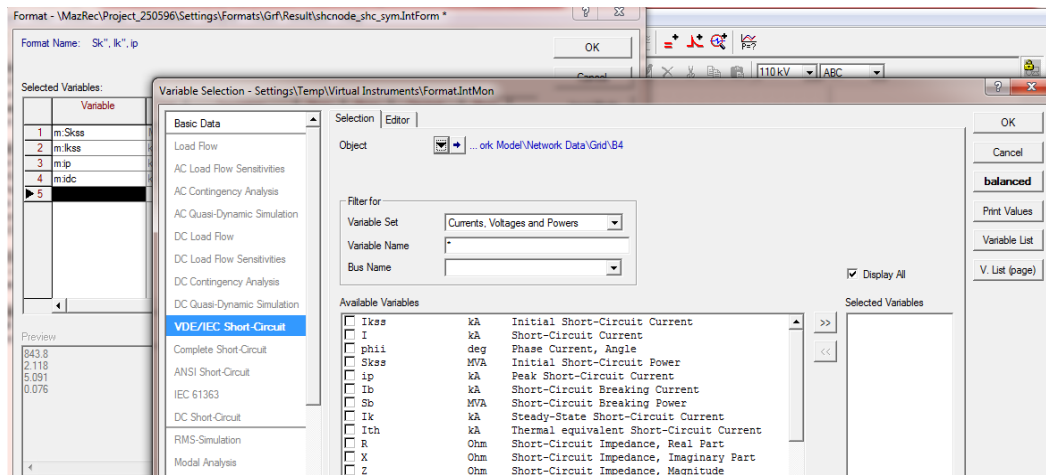 Format - \MazRec\Project_250596\Settings\Formats\Grf\Result\shcnode_shc_sym.IntForm *
Format Name: Sk", Ik", ip
OK
Selected Variables:
Variable
1 m:Skss
2 m:Ikss
3 m:ip
4 m:idc
5
Preview
843.8
2.118
5.091
0.076
110 kV
ABC
Variable Selection - Settings\Temp\Virtual Instruments\Format.IntMon
Basic Data
Load Flow
AC Load Flow Sensitivities
AC Contingency Analysis
AC Quasi-Dynamic Simulation
DC Load Flow
DC Load Flow Sensitivities
DC Contingency Analysis
DC Quasi-Dynamic Simulation
VDE/IEC Short-Circuit
Complete Short-Circuit
ANSI Short-Circuit
IEC 61363
DC Short-Circuit
RMS-Simulation
Modal Analysis
Selection Editor
Object ... ork Model\Network Data\Grid\B4
Filter for
Variable Set Currents, Voltages and Powers
Variable Name *
Bus Name
Display All
Available Variables
Ikss kA Initial Short-Circuit Current
I kA Short-Circuit Current
phii deg Phase Current, Angle
Skss MVA Initial Short-Circuit Power
ip kA Peak Short-Circuit Current
Ib kA Short-Circuit Breaking Current
Sb MVA Short-Circuit Breaking Power
Ik kA Steady-State Short-Circuit Current
Ith kA Thermal equivalent Short-Circuit Current
R Ohm Short-Circuit Impedance, Real Part
X Ohm Short-Circuit Impedance, Imaginary Part
Z Ohm Short-Circuit Impedance, Magnitude
>>
<<
Selected Variables
OK
Cancel
balanced
Print Values
Variable List
V. List (page)